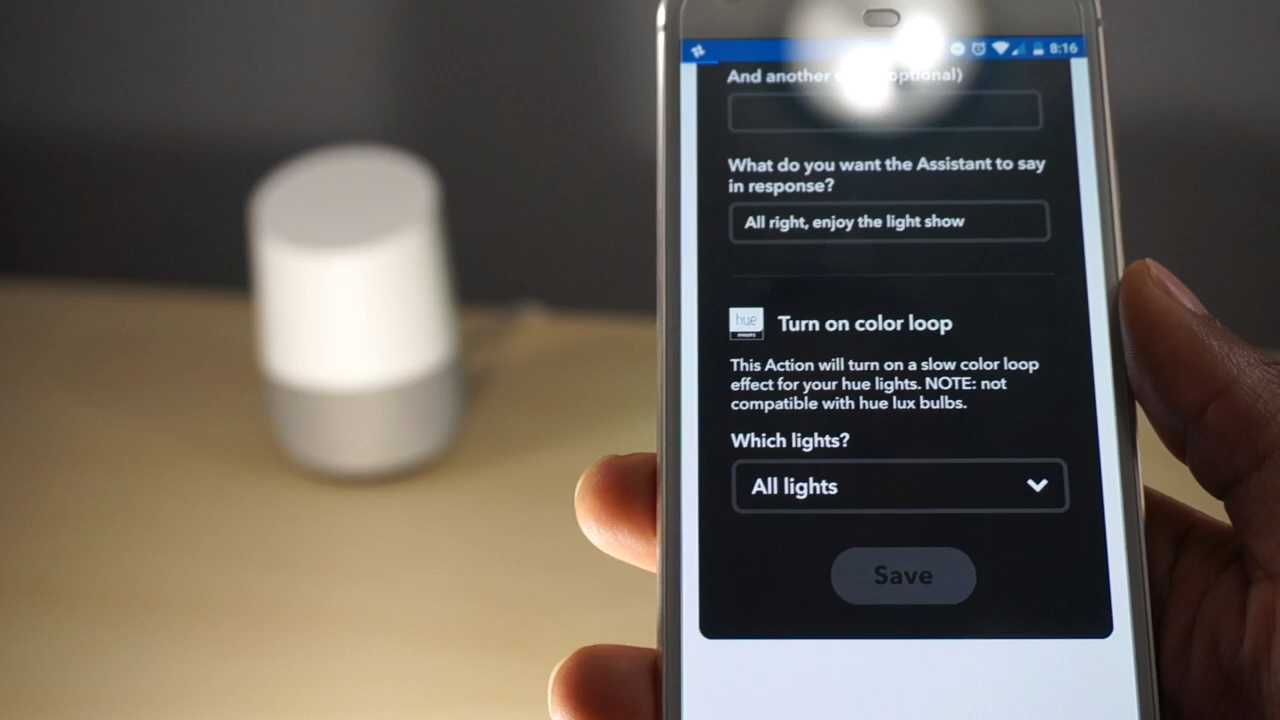 8:16
And another optional)
What do you want the Assistant to say
in response?
All right, enjoy the light show
hue
Turn on color loop
This Action will turn on a slow color loop
effect for your hue lights. NOTE: not
compatible with hue lux bulbs.
Which lights?
All lights
Save